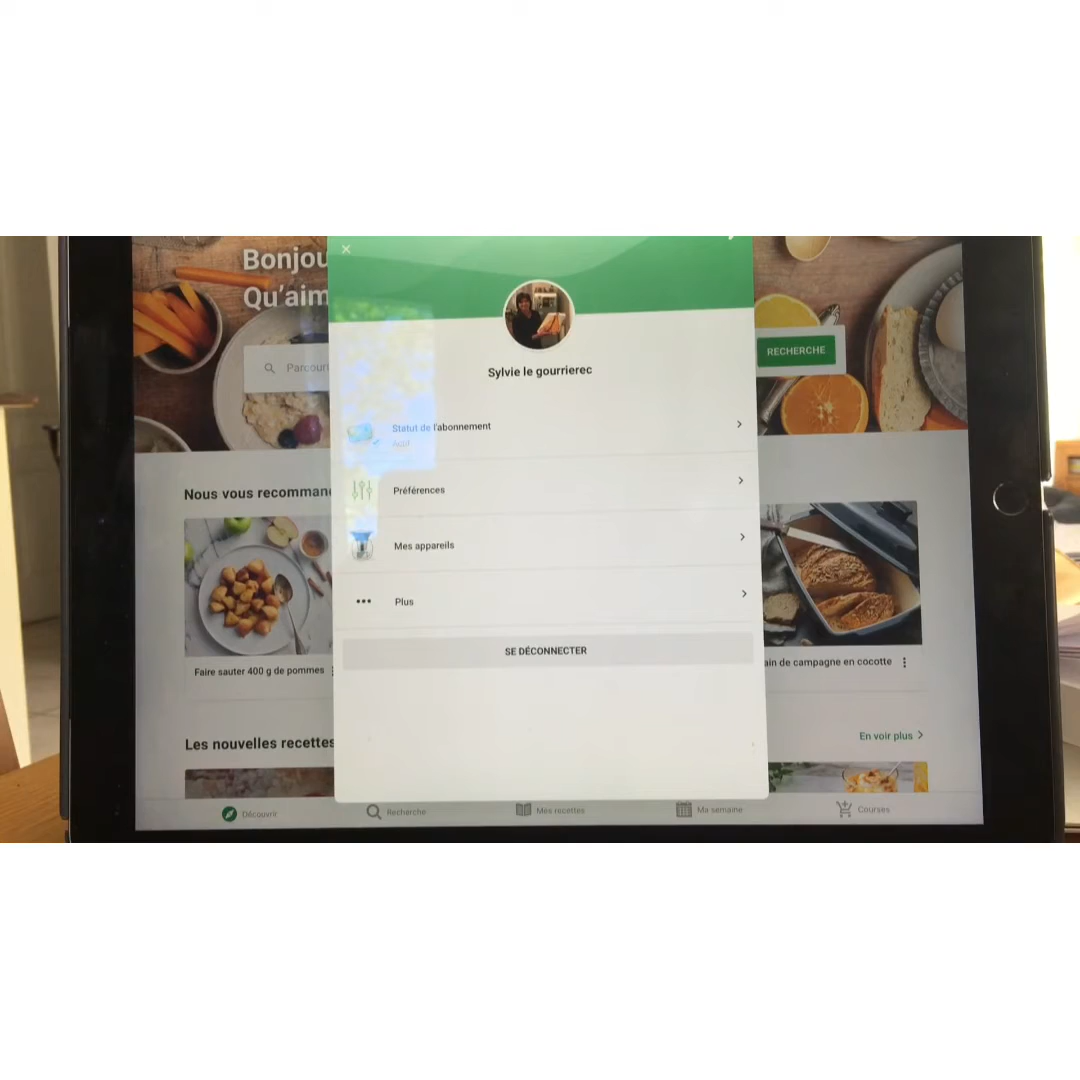 Bonjou
Qu'aim
Parcour
RECHERCHE
Sylvie le gourrierec
Statut de l'abonnement
Actif
Préférences
Mes appareils
Plus
SE DÉCONNECTER
Nous vous recomman
Faire sauter 400 g de pommes
ain de campagne en cocotte
Les nouvelles recettes
En voir plus
Découvrir
Recherche
Mes recettes
Ma semaine
Courses